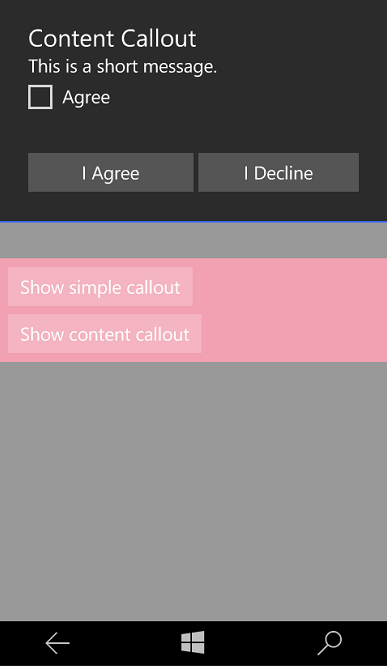 Content Callout
This is a short message.
Agree
I Agree
I Decline
Show simple callout
Show content callout